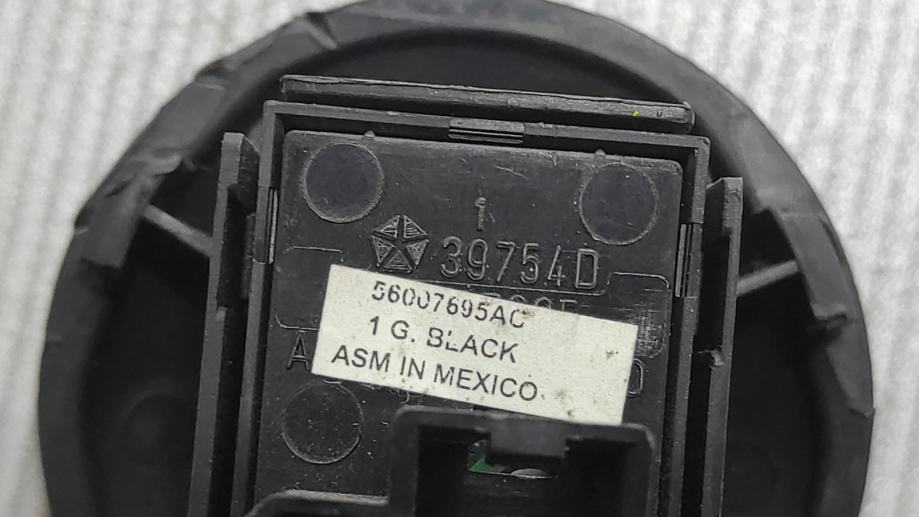 1
39754D
56007695AC
1 G. BLACK
ASM IN MEXICO